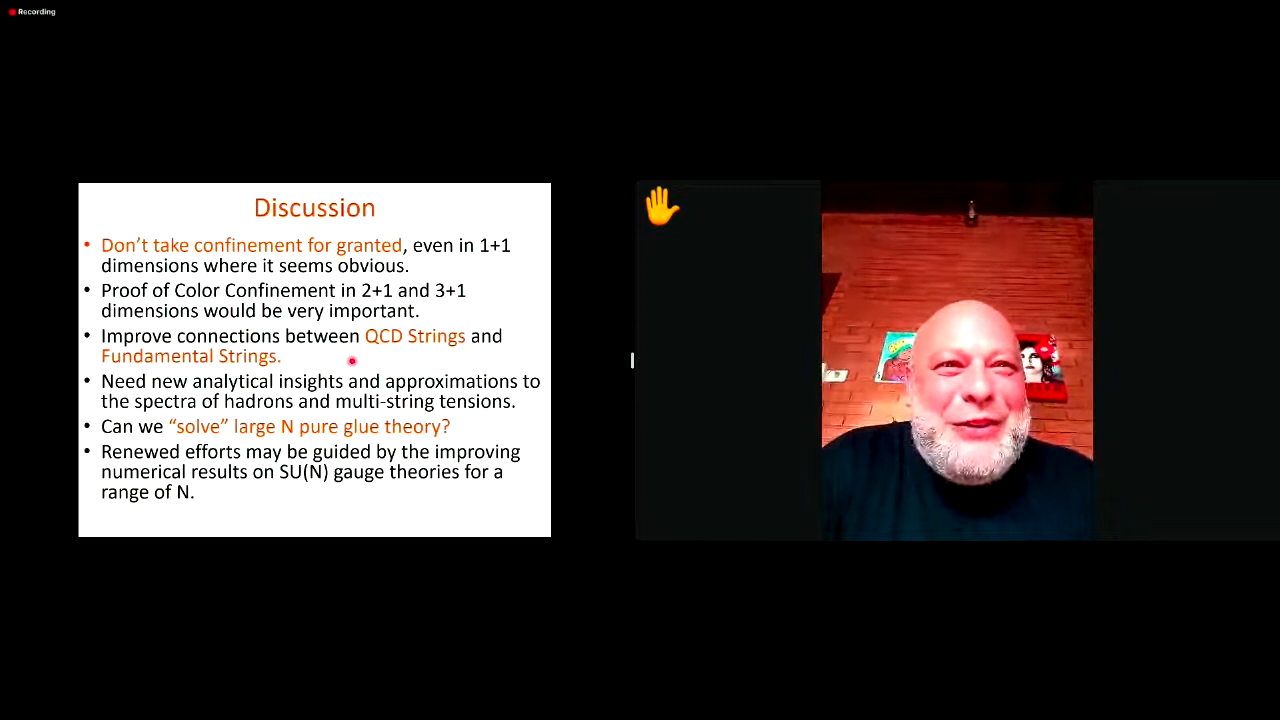 Recording
Discussion
• Don't take confinement for granted, even in 1+1
dimensions where it seems obvious.
• Proof of Color Confinement in 2+1 and 3+1
dimensions would be very important.
• Improve connections between QCD Strings and
Fundamental Strings.
• Need new analytical insights and approximations to
the spectra of hadrons and multi-string tensions.
• Can we “solve” large N pure glue theory?
• Renewed efforts may be guided by the improving
numerical results on SU(N) gauge theories for a
range of N.